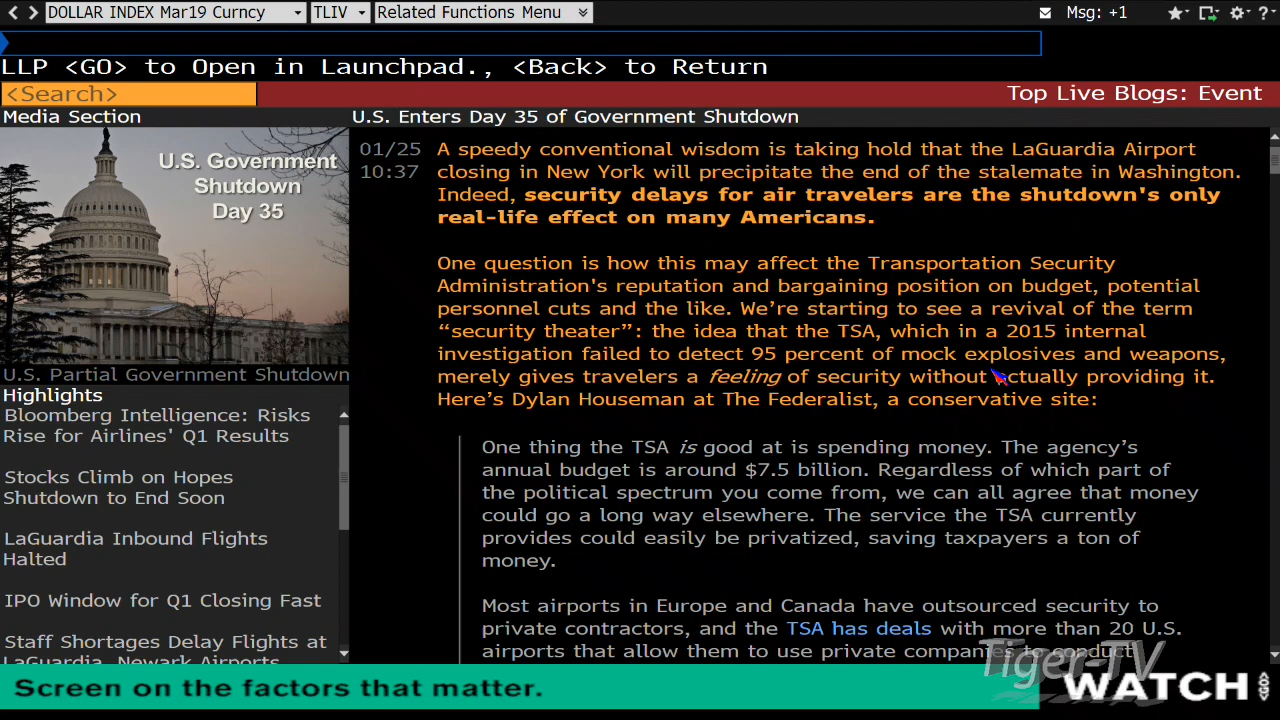 DOLLAR INDEX Mar19 Curncy TLIV Related Functions Menu Msg: +1
LLP <GO> to Open in Launchpad., <Back> to Return
<Search> Top Live Blogs: Event
Media Section
U.S. Enters Day 35 of Government Shutdown
U.S. Government
Shutdown
Day 35
U.S. Partial Government Shutdown
Highlights
Bloomberg Intelligence: Risks
Rise for Airlines' Q1 Results
Stocks Climb on Hopes
Shutdown to End Soon
LaGuardia Inbound Flights
Halted
IPO Window for Q1 Closing Fast
Staff Shortages Delay Flights at
LaGuardia, Newark Airports
01/25
10:37
A speedy conventional wisdom is taking hold that the LaGuardia Airport
closing in New York will precipitate the end of the stalemate in Washington.
Indeed, security delays for air travelers are the shutdown's only
real-life effect on many Americans.
One question is how this may affect the Transportation Security
Administration's reputation and bargaining position on budget, potential
personnel cuts and the like. We’re starting to see a revival of the term
“security theater”: the idea that the TSA, which in a 2015 internal
investigation failed to detect 95 percent of mock explosives and weapons,
merely gives travelers a feeling of security without actually providing it.
Here’s Dylan Houseman at The Federalist, a conservative site:
One thing the TSA is good at is spending money. The agency’s
annual budget is around $7.5 billion. Regardless of which part of
the political spectrum you come from, we can all agree that money
could go a long way elsewhere. The service the TSA currently
provides could easily be privatized, saving taxpayers a ton of
money.
Most airports in Europe and Canada have outsourced security to
private contractors, and the TSA has deals with more than 20 U.S.
airports that allow them to use private companies to conduct
Tiger-TV
Screen on the factors that matter.
WATCH